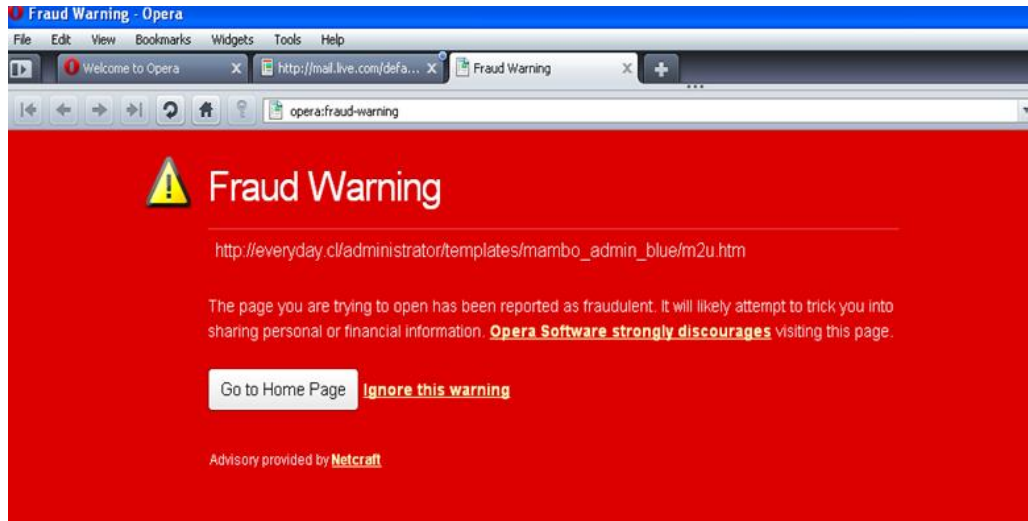 Fraud Warning - Opera
File Edit View Bookmarks Widgets Tools Help
Welcome to Opera X http://mail.live.com/defa... X Fraud Warning X
opera:fraud-warning
Fraud Warning
http://everyday.cl/administrator/templates/mambo_admin_blue/m2u.htm
The page you are trying to open has been reported as fraudulent. It will likely attempt to trick you into
sharing personal or financial information. Opera Software strongly discourages visiting this page.
Go to Home Page Ignore this warning
Advisory provided by Netcraft